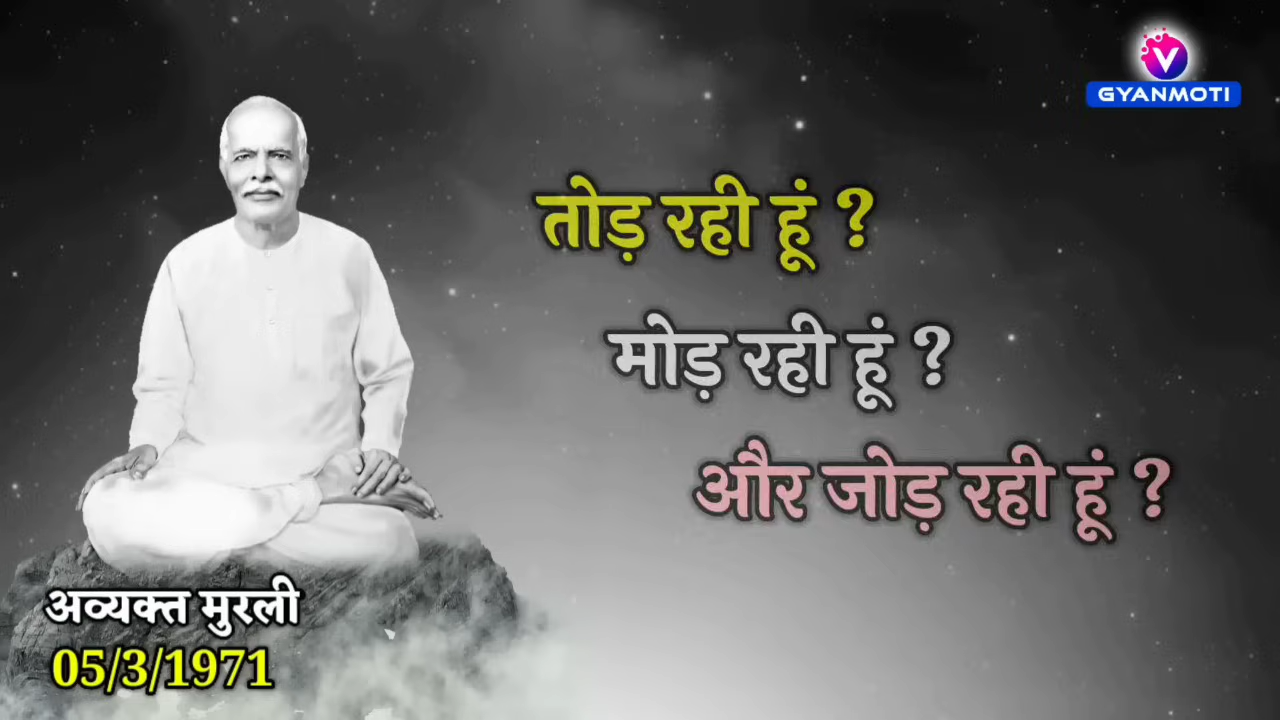 GYANMOTI
तोड़ रही हूं ?
मोड़ रही हूं ?
और जोड़ रही हूं ?
अव्यक्त मुरली
05/3/1971